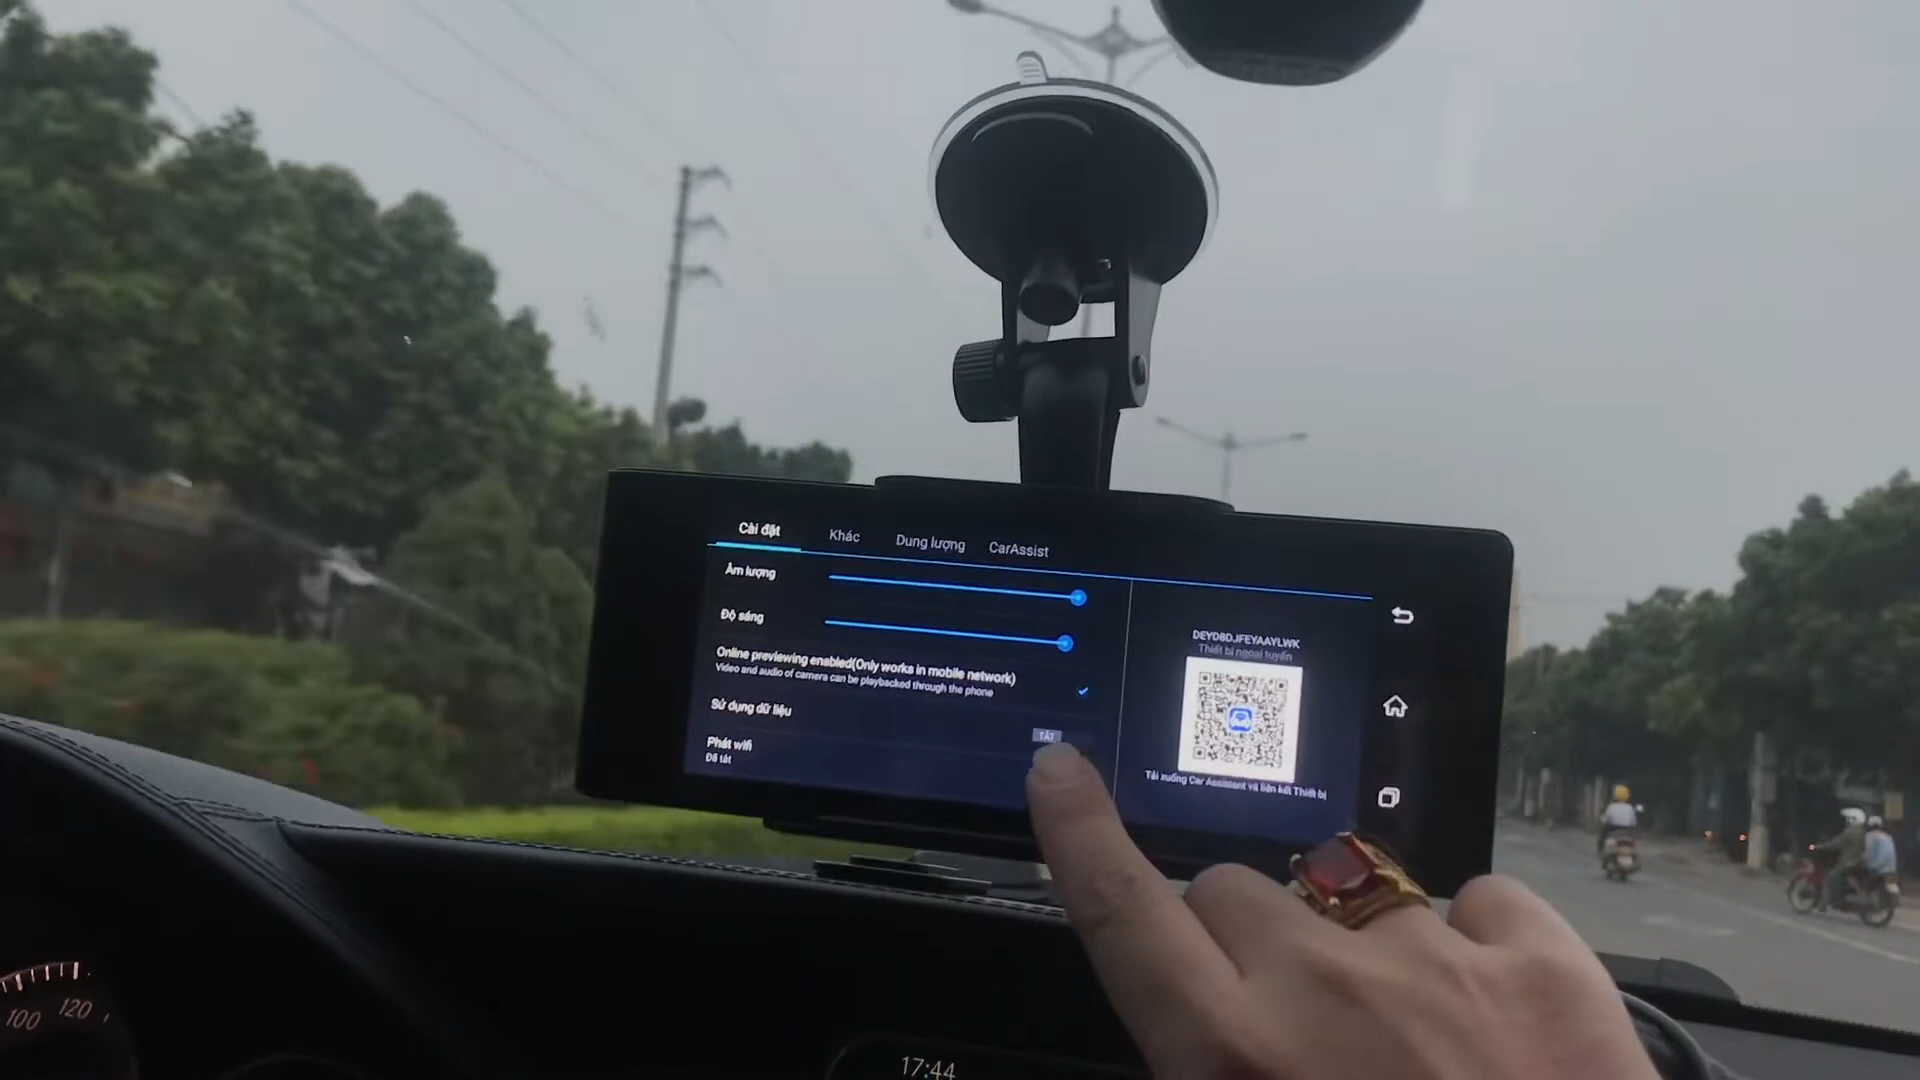 Cài đặt
Khác
Dung lượng
CarAssist
Âm lượng
Độ sáng
Online previewing enabled(Only works in mobile network)
Video and audio of camera can be playbacked through the phone
Sử dụng dữ liệu
TẮT
Phát wifi
Đã tắt
DEYD8DJFEYAAYLWK
Thiết bị ngoại tuyến
Tải xuống Car Assistant và liên kết Thiết bị
100
120
17:44